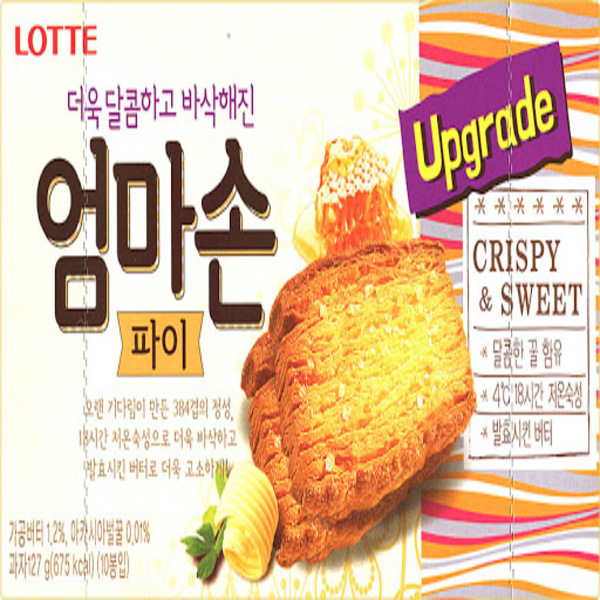 LOTTE
더욱 달콤하고 바삭해진
엄마손
파이
오랜 기다림이 만든 384겹의 정성,
18시간 저온숙성으로 더욱 바삭하고
발효시킨 버터로 더욱 고소하게!
가공버터 1.2%, 아카시아벌꿀 0.01%
과자127 g(675 kcal) (10봉입)
Upgrade
******
CRISPY
& SWEET
* 달콤한 꿀 함유
* 4℃ 18시간 저온숙성
* 발효시킨 버터